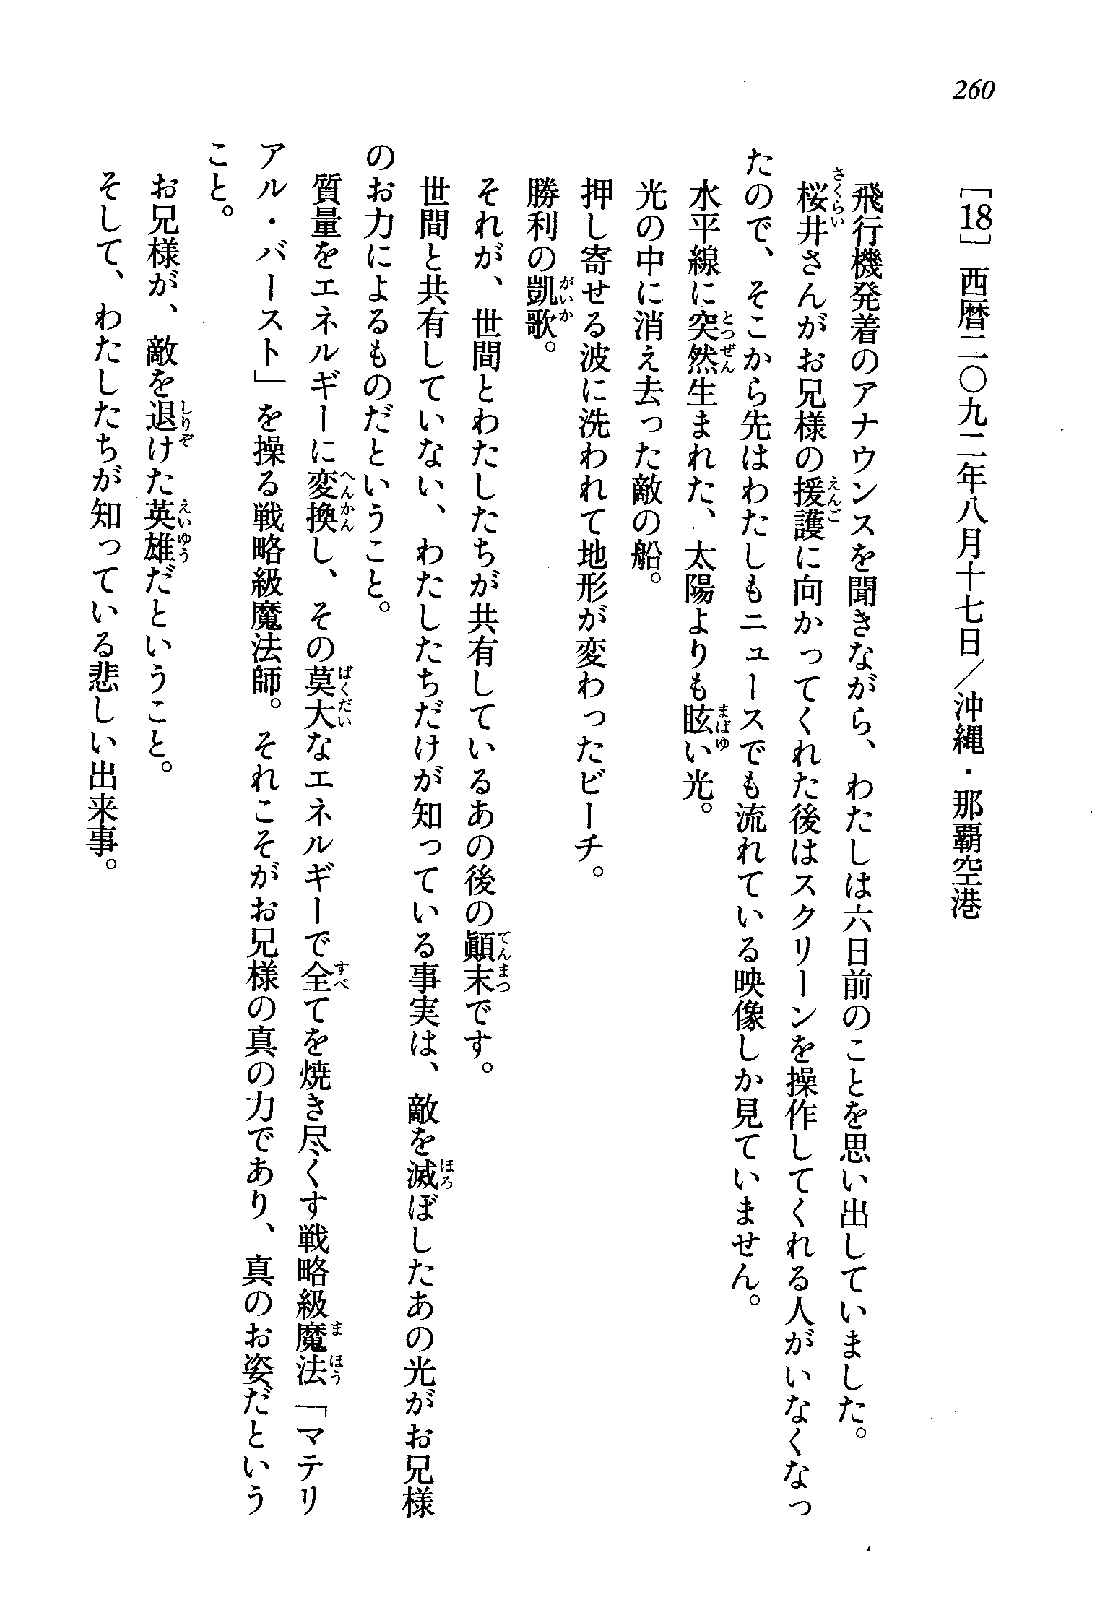 260
［18］西暦二〇九二年八月十七日／沖縄・那覇空港
飛行機発着のアナウンスを聞きながら、わたしは六日前のことを思い出していました。
桜井さんがお兄様の援護に向かってくれた後はスクリーンを操作してくれる人がいなくなっ
たので、そこから先はわたしもニュースでも流れている映像しか見ていません。
水平線に突然生まれた、太陽よりも眩い光。
光の中に消え去った敵の船。
押し寄せる波に洗われて地形が変わったビーチ。
勝利の凱歌。
それが、世間とわたしたちが共有しているあの後の顚末です。
世間と共有していない、わたしたちだけが知っている事実は、敵を滅ぼしたあの光がお兄様
のお力によるものだということ。
質量をエネルギーに変換し、その莫大なエネルギーで全てを焼き尽くす戦略級魔法「マテリ
アル・バースト」を操る戦略級魔法師。それこそがお兄様の真の力であり、真のお姿だという
こと。
お兄様が、敵を退けた英雄だということ。
そして、わたしたちが知っている悲しい出来事。